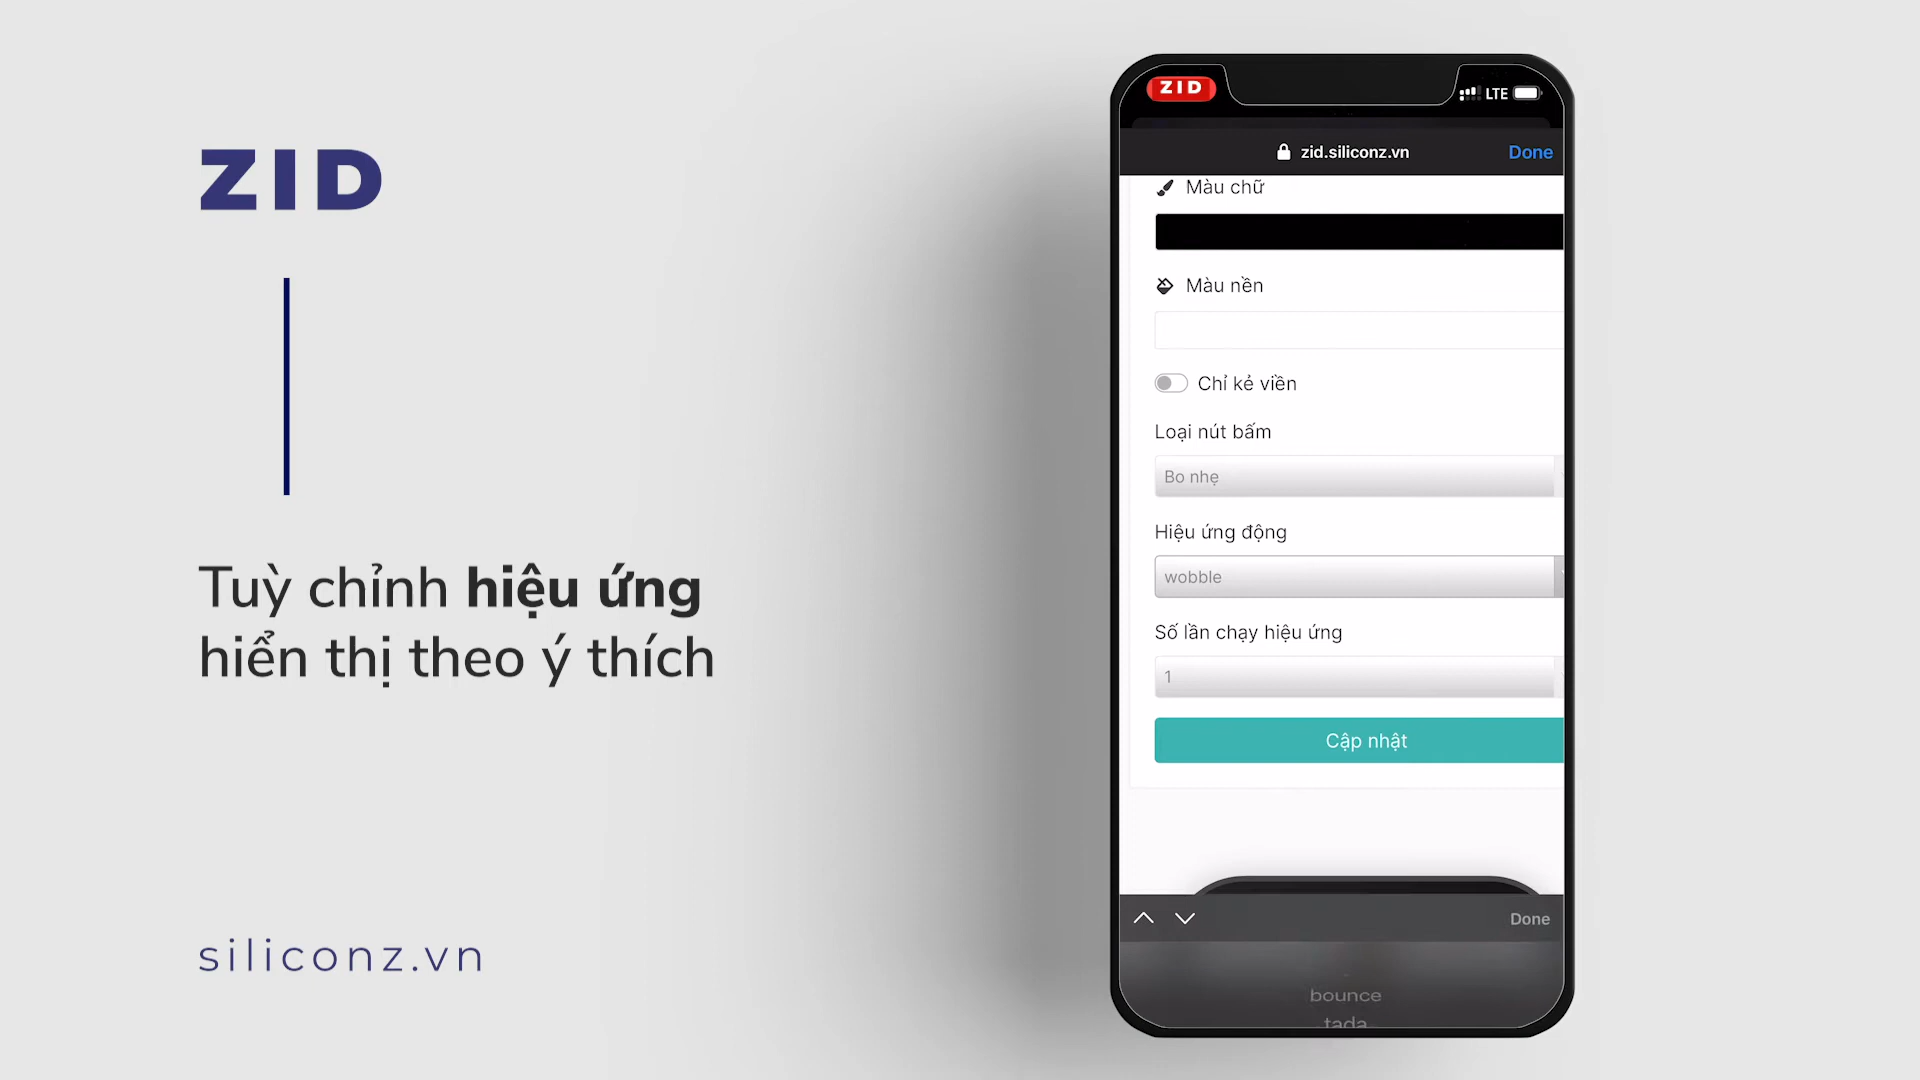 ZID
Tuỳ chỉnh hiệu ứng
hiển thị theo ý thích
siliconz.vn
ZID
LTE
zid.siliconz.vn
Done
Màu chữ
Màu nền
Chỉ kẻ viền
Loại nút bấm
Bo nhẹ
Hiệu ứng động
wobble
Số lần chạy hiệu ứng
1
Cập nhật
Done
bounce
tada